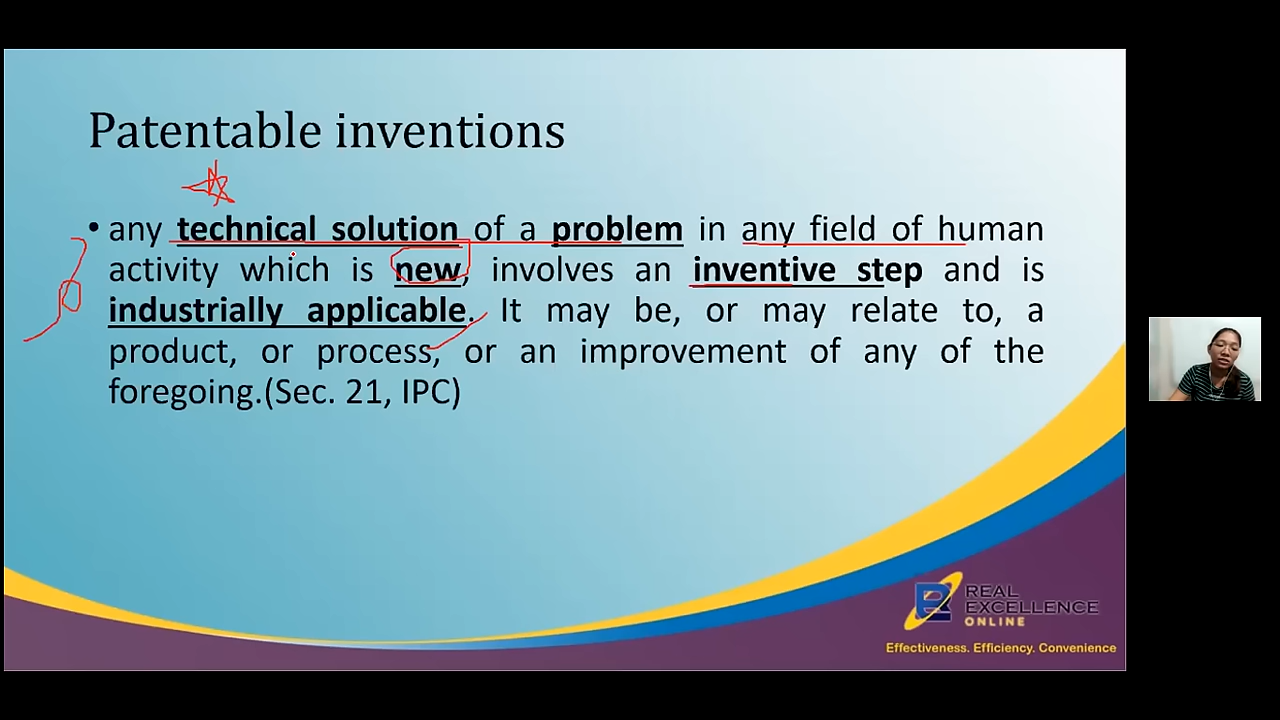 Patentable inventions
• any technical solution of a problem in any field of human
activity which is new, involves an inventive step and is
industrially applicable. It may be, or may relate to, a
product, or process, or an improvement of any of the
foregoing.(Sec. 21, IPC)
REAL
EXCELLENCE
ONLINE
Effectiveness. Efficiency. Convenience